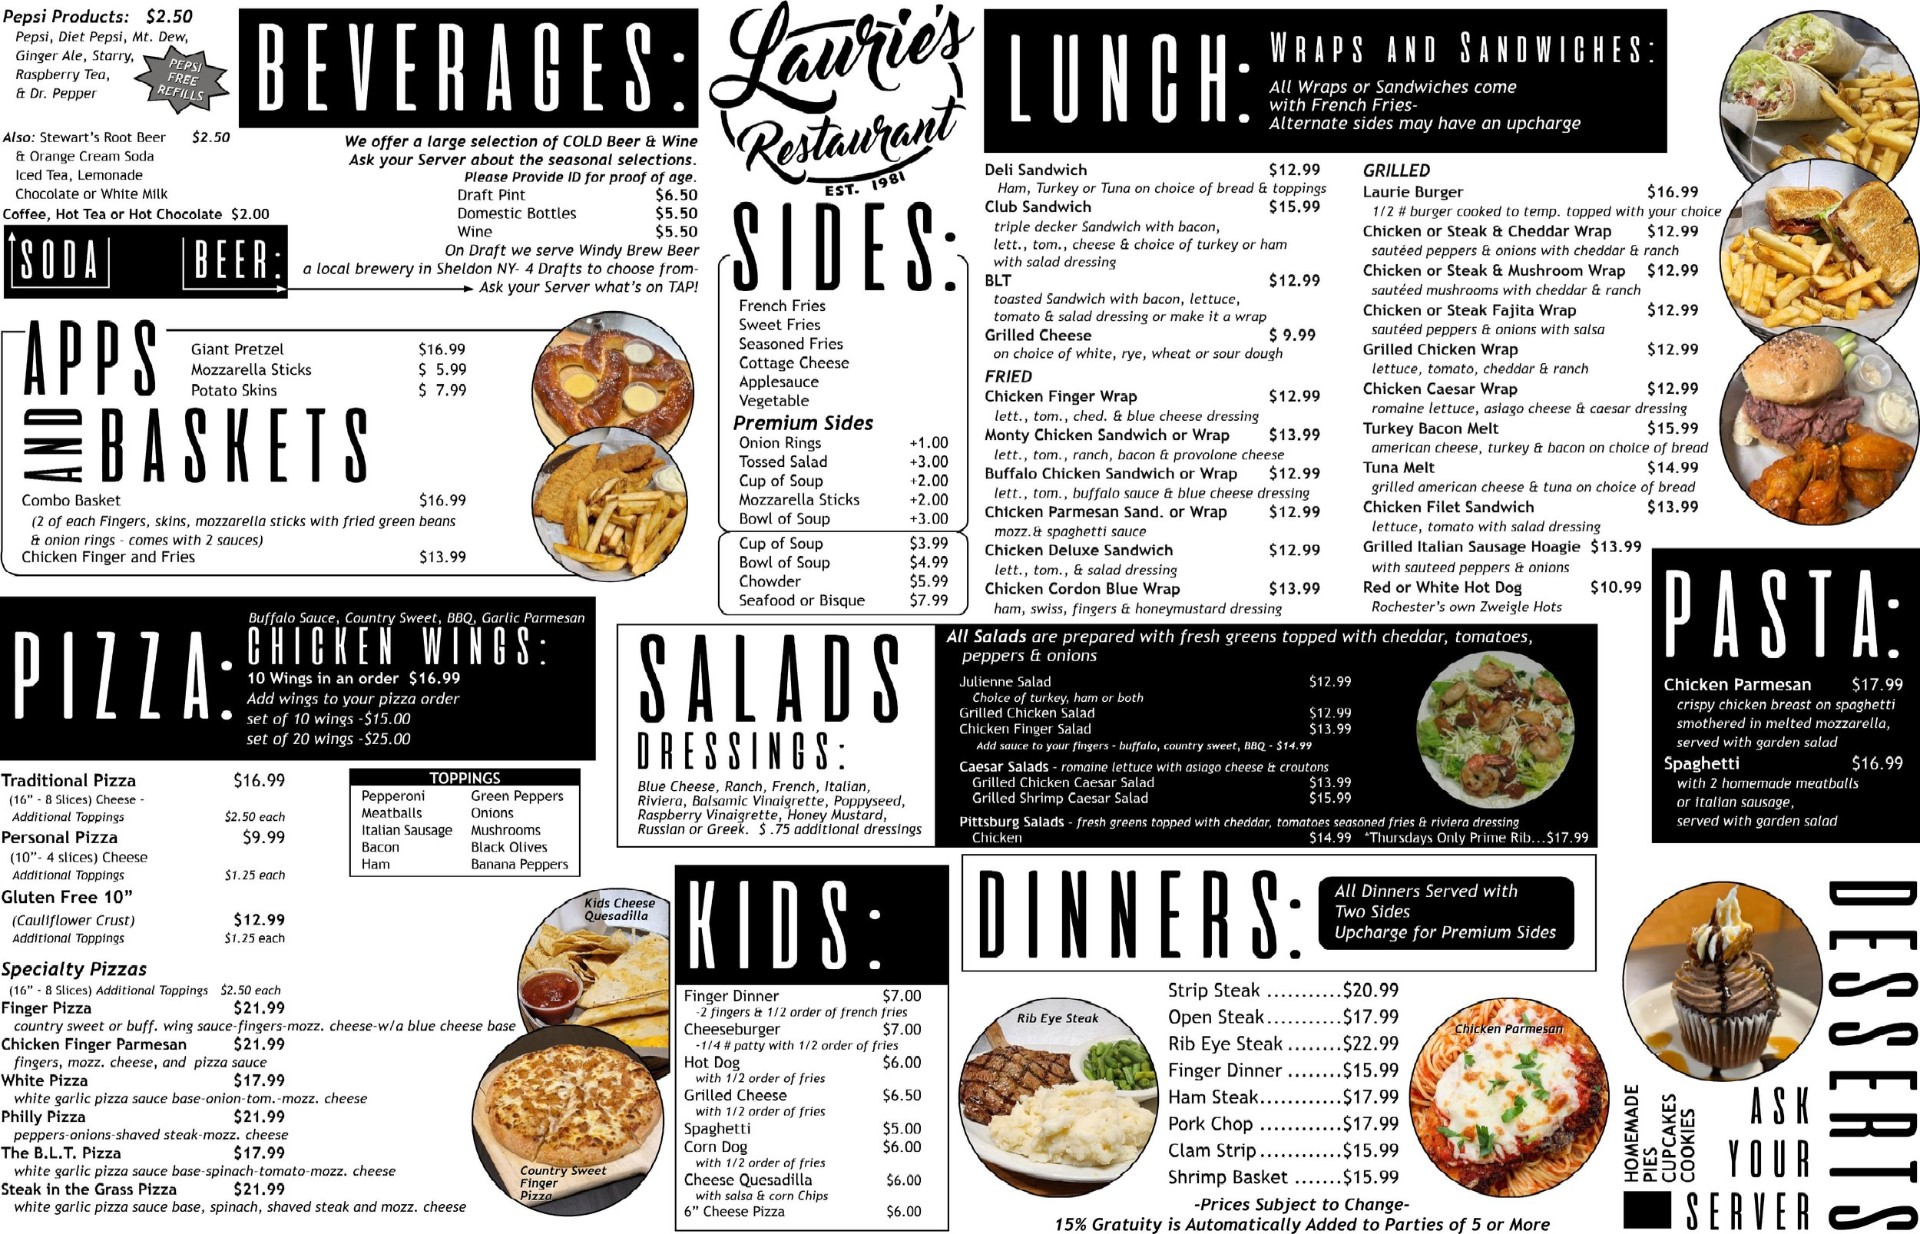 Pepsi Products: $2.50
Pepsi, Diet Pepsi, Mt. Dew,
Ginger Ale, Starry,
Raspberry Tea,
& Dr. Pepper
PEPSI
FREE
REFILLS
Also: Stewart's Root Beer $2.50
& Orange Cream Soda
Iced Tea, Lemonade
Chocolate or White Milk
Coffee, Hot Tea or Hot Chocolate $2.00
SODA BEER:
BEVERAGES:
We offer a large selection of COLD Beer & Wine
Ask your Server about the seasonal selections.
Please Provide ID for proof of age.
Draft Pint $6.50
Domestic Bottles $5.50
Wine $5.50
On Draft we serve Windy Brew Beer
a local brewery in Sheldon NY- 4 Drafts to choose from-
Ask your Server what's on TAP!
APPS
AND BASKETS
Giant Pretzel $16.99
Mozzarella Sticks $ 5.99
Potato Skins $ 7.99
Combo Basket $16.99
(2 of each Fingers, skins, mozzarella sticks with fried green beans
& onion rings - comes with 2 sauces)
Chicken Finger and Fries $13.99
Laurie's
Restaurant
EST. 1981
SIDES:
French Fries
Sweet Fries
Seasoned Fries
Cottage Cheese
Applesauce
Vegetable
Premium Sides
Onion Rings +1.00
Tossed Salad +3.00
Cup of Soup +2.00
Mozzarella Sticks +2.00
Bowl of Soup +3.00
Cup of Soup $3.99
Bowl of Soup $4.99
Chowder $5.99
Seafood or Bisque $7.99
LUNCH:
WRAPS AND SANDWICHES:
All Wraps or Sandwiches come
with French Fries-
Alternate sides may have an upcharge
Deli Sandwich $12.99
Ham, Turkey or Tuna on choice of bread & toppings
Club Sandwich $15.99
triple decker Sandwich with bacon,
lett., tom., cheese & choice of turkey or ham
with salad dressing
BLT $12.99
toasted Sandwich with bacon, lettuce,
tomato & salad dressing or make it a wrap
Grilled Cheese $ 9.99
on choice of white, rye, wheat or sour dough
FRIED
Chicken Finger Wrap $12.99
lett., tom., ched. & blue cheese dressing
Monty Chicken Sandwich or Wrap $13.99
lett., tom., ranch, bacon & provolone cheese
Buffalo Chicken Sandwich or Wrap $12.99
lett., tom., buffalo sauce & blue cheese dressing
Chicken Parmesan Sand. or Wrap $12.99
mozz.& spaghetti sauce
Chicken Deluxe Sandwich $12.99
lett., tom., & salad dressing
Chicken Cordon Blue Wrap $13.99
ham, swiss, fingers & honeymustard dressing
GRILLED
Laurie Burger $16.99
1/2 # burger cooked to temp. topped with your choice
Chicken or Steak & Cheddar Wrap $12.99
sautéed peppers & onions with cheddar & ranch
Chicken or Steak & Mushroom Wrap $12.99
sautéed mushrooms with cheddar & ranch
Chicken or Steak Fajita Wrap $12.99
sautéed peppers & onions with salsa
Grilled Chicken Wrap $12.99
lettuce, tomato, cheddar & ranch
Chicken Caesar Wrap $12.99
romaine lettuce, asiago cheese & caesar dressing
Turkey Bacon Melt $15.99
american cheese, turkey & bacon on choice of bread
Tuna Melt $14.99
grilled american cheese & tuna on choice of bread
Chicken Filet Sandwich $13.99
lettuce, tomato with salad dressing
Grilled Italian Sausage Hoagie $13.99
with sauteed peppers & onions
Red or White Hot Dog $10.99
Rochester's own Zweigle Hots
PIZZA:
Buffalo Sauce, Country Sweet, BBQ, Garlic Parmesan
CHICKEN WINGS:
10 Wings in an order $16.99
Add wings to your pizza order
set of 10 wings -$15.00
set of 20 wings -$25.00
Traditional Pizza $16.99
(16" - 8 Slices) Cheese -
Additional Toppings $2.50 each
Personal Pizza $9.99
(10"- 4 slices) Cheese
Additional Toppings $1.25 each
Gluten Free 10"
(Cauliflower Crust) $12.99
Additional Toppings $1.25 each
TOPPINGS
Pepperoni Green Peppers
Meatballs Onions
Italian Sausage Mushrooms
Bacon Black Olives
Ham Banana Peppers
Specialty Pizzas
(16" - 8 Slices) Additional Toppings $2.50 each
Finger Pizza $21.99
country sweet or buff. wing sauce-fingers-mozz. cheese-w/a blue cheese base
Chicken Finger Parmesan $21.99
fingers, mozz. cheese, and pizza sauce
White Pizza $17.99
white garlic pizza sauce base-onion-tom.-mozz. cheese
Philly Pizza $21.99
peppers-onions-shaved steak-mozz. cheese
The B.L.T. Pizza $17.99
white garlic pizza sauce base-spinach-tomato-mozz. cheese
Steak in the Grass Pizza $21.99
white garlic pizza sauce base, spinach, shaved steak and mozz. cheese
Kids Cheese
Quesadilla
Country Sweet
Finger
Pizza
SALADS
DRESSINGS:
Blue Cheese, Ranch, French, Italian,
Riviera, Balsamic Vinaigrette, Poppyseed,
Raspberry Vinaigrette, Honey Mustard,
Russian or Greek. $ .75 additional dressings
All Salads are prepared with fresh greens topped with cheddar, tomatoes,
peppers & onions
Julienne Salad $12.99
Choice of turkey, ham or both
Grilled Chicken Salad $12.99
Chicken Finger Salad $13.99
Add sauce to your fingers - buffalo, country sweet, BBQ - $14.99
Caesar Salads - romaine lettuce with asiago cheese & croutons
Grilled Chicken Caesar Salad $13.99
Grilled Shrimp Caesar Salad $15.99
Pittsburg Salads - fresh greens topped with cheddar, tomatoes seasoned fries & riviera dressing
Chicken $14.99 *Thursdays Only Prime Rib...$17.99
PASTA:
Chicken Parmesan $17.99
crispy chicken breast on spaghetti
smothered in melted mozzarella,
served with garden salad
Spaghetti $16.99
with 2 homemade meatballs
or italian sausage,
served with garden salad
KIDS:
Finger Dinner $7.00
-2 fingers & 1/2 order of french fries
Cheeseburger $7.00
-1/4 # patty with 1/2 order of fries
Hot Dog $6.00
with 1/2 order of fries
Grilled Cheese $6.50
with 1/2 order of fries
Spaghetti $5.00
Corn Dog $6.00
with 1/2 order of fries
Cheese Quesadilla $6.00
with salsa & corn Chips
6" Cheese Pizza $6.00
DINNERS:
All Dinners Served with
Two Sides
Upcharge for Premium Sides
Rib Eye Steak
Strip Steak ...........$20.99
Open Steak...........$17.99
Rib Eye Steak ........$22.99
Finger Dinner ........$15.99
Ham Steak............$17.99
Pork Chop ............$17.99
Clam Strip............$15.99
Shrimp Basket .......$15.99
Chicken Parmesan
-Prices Subject to Change-
15% Gratuity is Automatically Added to Parties of 5 or More
DESSERTS
HOMEMADE
PIES
CUPCAKES
COOKIES
ASK
YOUR
SERVER